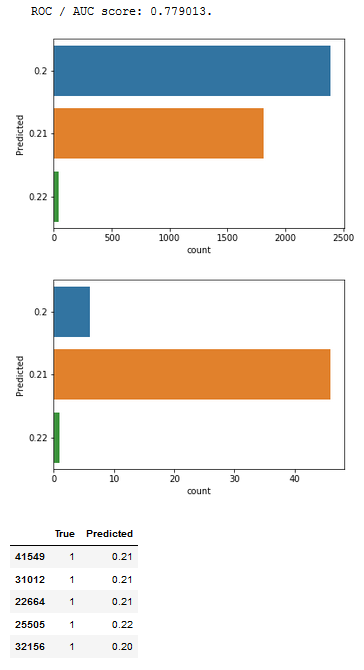 ROC / AUC score: 0.779013.
0.2
0.21
0.22
Predicted
0 500 1000 1500 2000 2500
count
0.2
0.21
0.22
Predicted
0 10 20 30 40
count
True Predicted
41549 1 0.21
31012 1 0.21
22664 1 0.21
25505 1 0.22
32156 1 0.20